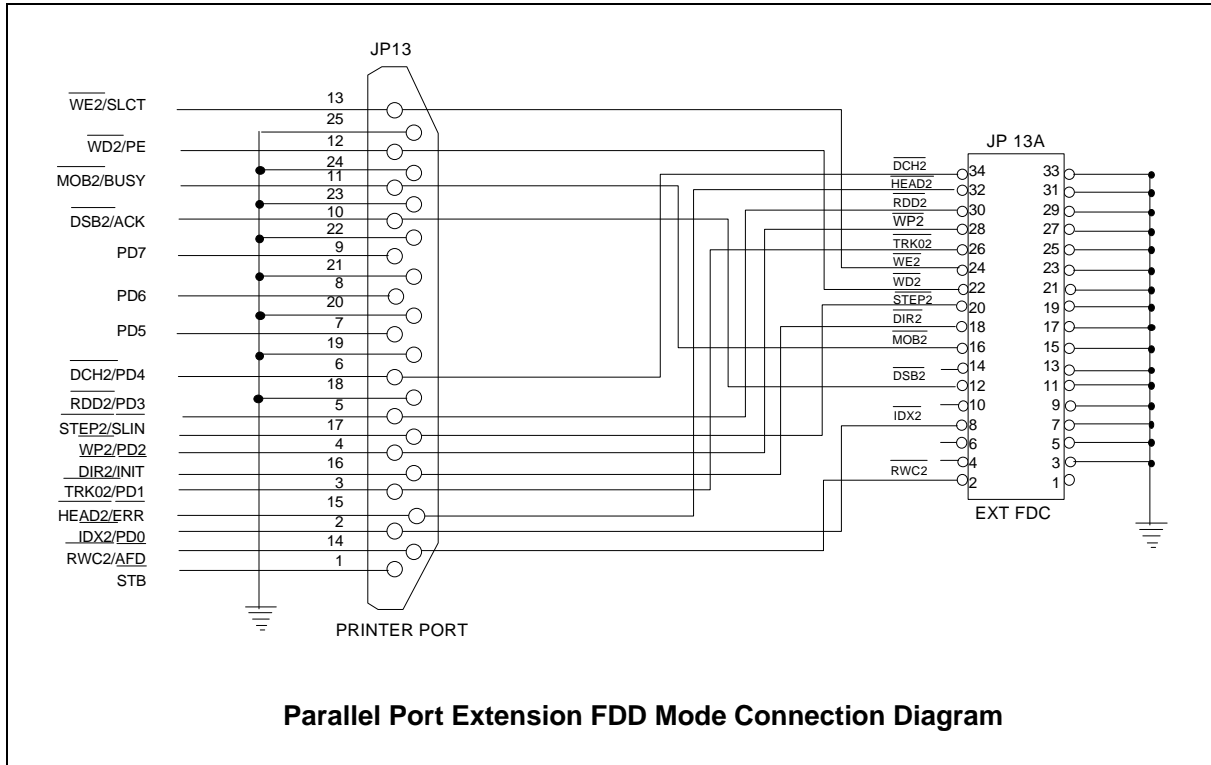 JP13
WE2/SLCT
WD2/PE
MOB2/BUSY
DSB2/ACK
PD7
PD6
PD5
DCH2/PD4
RDD2/PD3
STEP2/SLIN
WP2/PD2
DIR2/INIT
TRK02/PD1
HEAD2/ERR
IDX2/PD0
RWC2/AFD
STB
13
25
12
24
11
23
10
22
9
21
8
20
7
19
6
18
5
17
4
16
3
15
2
14
1
PRINTER PORT
JP 13A
DCH2
HEAD2
RDD2
WP2
TRK02
WE2
WD2
STEP2
DIR2
MOB2
DSB2
IDX2
RWC2
34 33
32 31
30 29
28 27
26 25
24 23
22 21
20 19
18 17
16 15
14 13
12 11
10 9
8 7
6 5
4 3
2 1
EXT FDC
Parallel Port Extension FDD Mode Connection Diagram